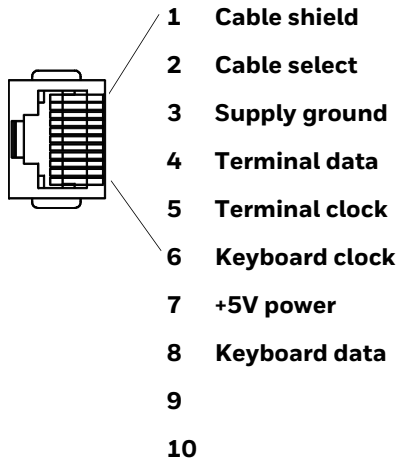 1 Cable shield
2 Cable select
3 Supply ground
4 Terminal data
5 Terminal clock
6 Keyboard clock
7 +5V power
8 Keyboard data
9
10